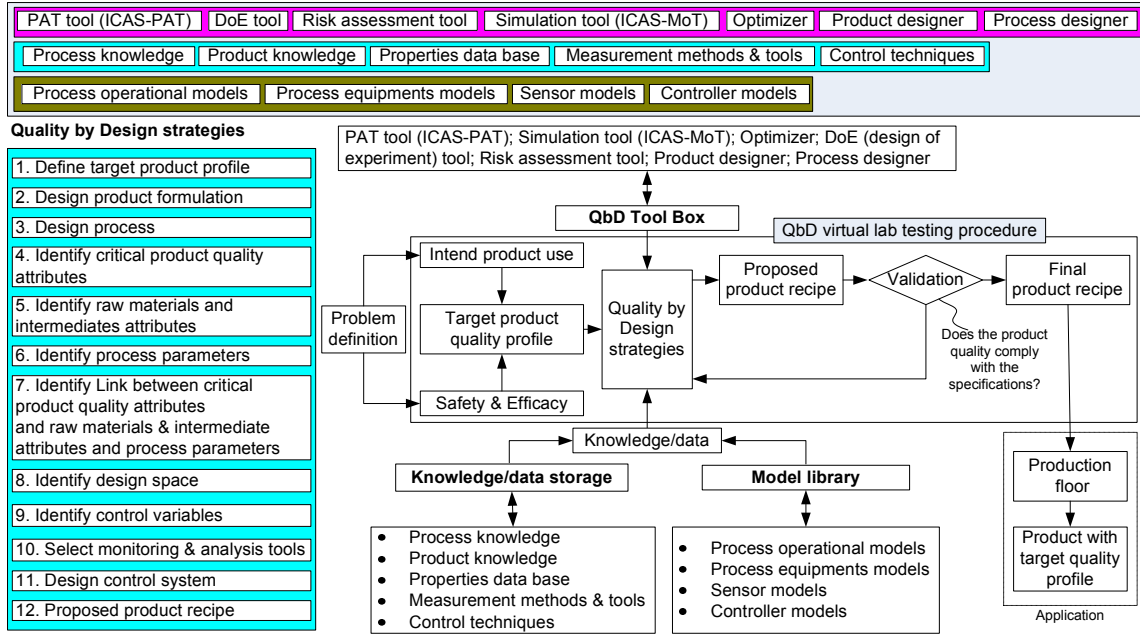 PAT tool (ICAS-PAT) DoE tool Risk assessment tool Simulation tool (ICAS-MoT) Optimizer Product designer Process designer
Process knowledge Product knowledge Properties data base Measurement methods & tools Control techniques
Process operational models Process equipments models Sensor models Controller models
Quality by Design strategies
1. Define target product profile
2. Design product formulation
3. Design process
4. Identify critical product quality
attributes
5. Identify raw materials and
intermediates attributes
6. Identify process parameters
7. Identify Link between critical
product quality attributes
and raw materials & intermediate
attributes and process parameters
8. Identify design space
9. Identify control variables
10. Select monitoring & analysis tools
11. Design control system
12. Proposed product recipe
PAT tool (ICAS-PAT); Simulation tool (ICAS-MoT); Optimizer; DoE (design of
experiment) tool; Risk assessment tool; Product designer; Process designer
QbD Tool Box
QbD virtual lab testing procedure
Problem
definition
Intend product use
Target product
quality profile
Safety & Efficacy
Quality by
Design
strategies
Proposed
product recipe
Validation
Does the product
quality comply
with the
specifications?
Final
product recipe
Knowledge/data
Knowledge/data storage
Model library
• Process knowledge
• Product knowledge
• Properties data base
• Measurement methods & tools
• Control techniques
• Process operational models
• Process equipments models
• Sensor models
• Controller models
Production
floor
Product with
target quality
profile
Application